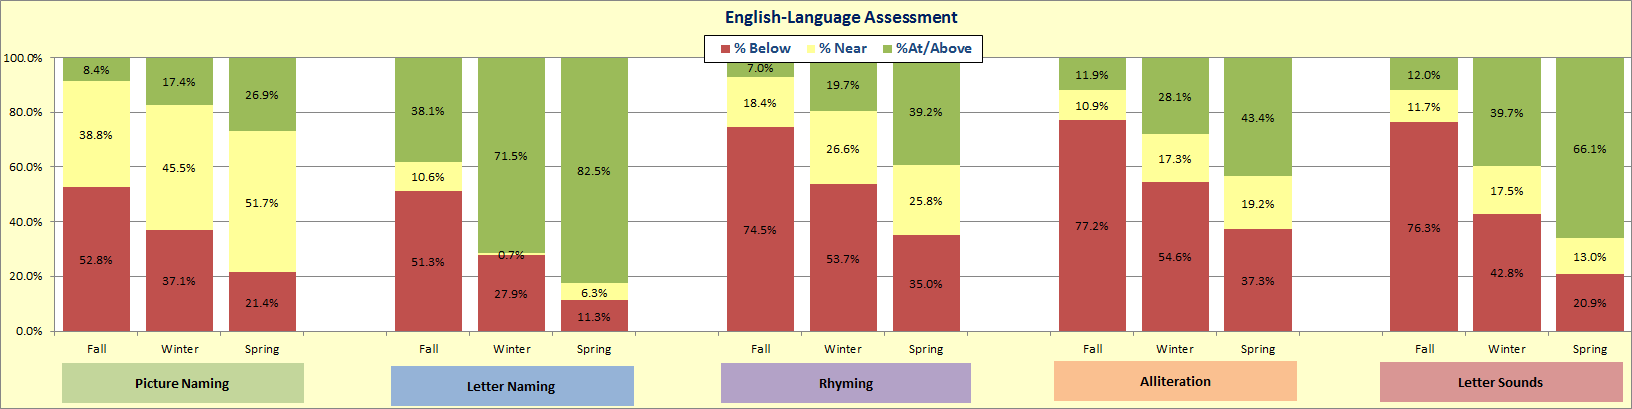 English-Language Assessment
% Below % Near %At/Above
100.0%
80.0%
60.0%
40.0%
20.0%
0.0%
8.4% 17.4% 26.9%
38.8% 45.5% 51.7%
52.8% 37.1% 21.4%
38.1% 71.5% 82.5%
10.6% 0.7% 6.3%
51.3% 27.9% 11.3%
7.0% 19.7% 39.2%
18.4% 26.6% 25.8%
74.5% 53.7% 35.0%
11.9% 28.1% 43.4%
10.9% 17.3% 19.2%
77.2% 54.6% 37.3%
12.0% 39.7% 66.1%
11.7% 17.5% 13.0%
76.3% 42.8% 20.9%
Fall Winter Spring Fall Winter Spring Fall Winter Spring Fall Winter Spring Fall Winter Spring
Picture Naming Letter Naming Rhyming Alliteration Letter Sounds